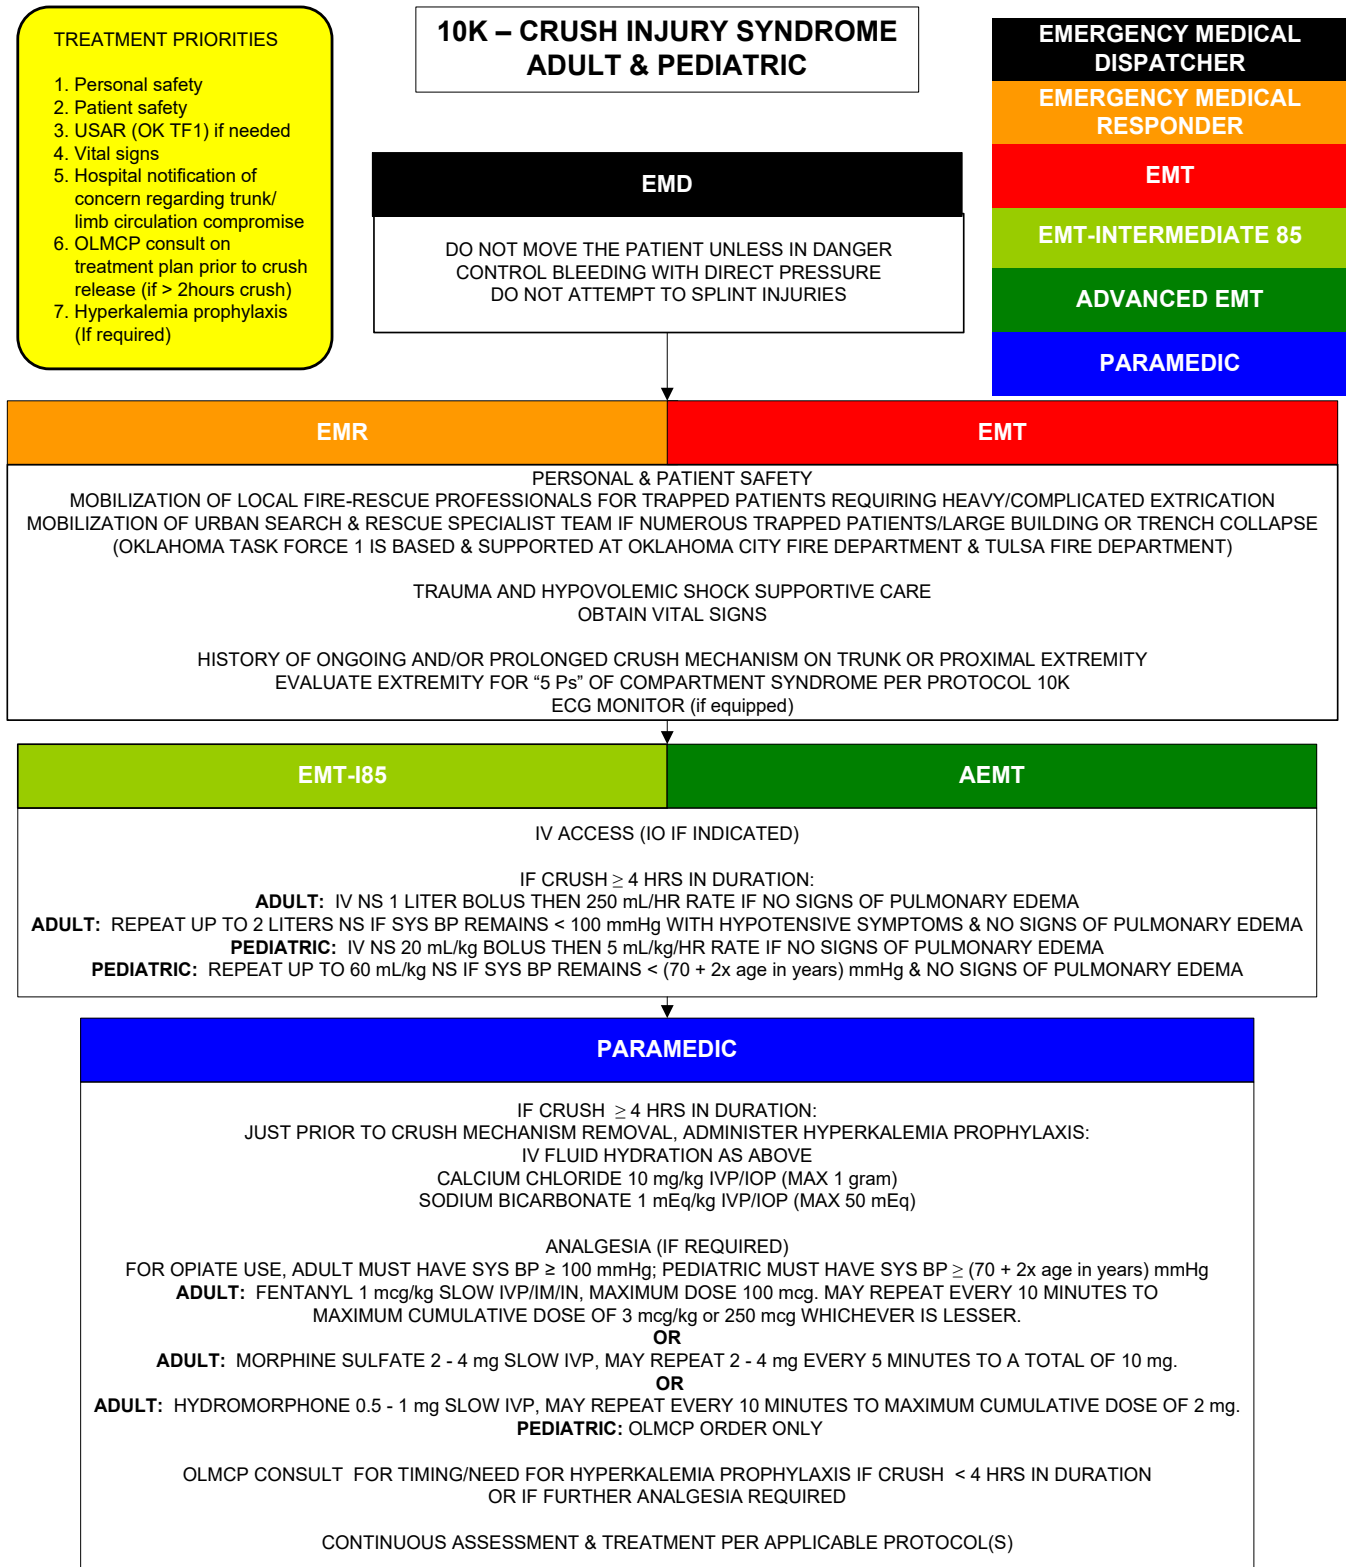 TREATMENT PRIORITIES
1. Personal safety
2. Patient safety
3. USAR (OK TF1) if needed
4. Vital signs
5. Hospital notification of
concern regarding trunk/
limb circulation compromise
6. OLMCP consult on
treatment plan prior to crush
release (if > 2hours crush)
7. Hyperkalemia prophylaxis
(If required)
10K – CRUSH INJURY SYNDROME
ADULT & PEDIATRIC
EMERGENCY MEDICAL
DISPATCHER
EMERGENCY MEDICAL
RESPONDER
EMT
EMT-INTERMEDIATE 85
ADVANCED EMT
PARAMEDIC
EMD
DO NOT MOVE THE PATIENT UNLESS IN DANGER
CONTROL BLEEDING WITH DIRECT PRESSURE
DO NOT ATTEMPT TO SPLINT INJURIES
EMR
EMT
PERSONAL & PATIENT SAFETY
MOBILIZATION OF LOCAL FIRE-RESCUE PROFESSIONALS FOR TRAPPED PATIENTS REQUIRING HEAVY/COMPLICATED EXTRICATION
MOBILIZATION OF URBAN SEARCH & RESCUE SPECIALIST TEAM IF NUMEROUS TRAPPED PATIENTS/LARGE BUILDING OR TRENCH COLLAPSE
(OKLAHOMA TASK FORCE 1 IS BASED & SUPPORTED AT OKLAHOMA CITY FIRE DEPARTMENT & TULSA FIRE DEPARTMENT)
TRAUMA AND HYPOVOLEMIC SHOCK SUPPORTIVE CARE
OBTAIN VITAL SIGNS
HISTORY OF ONGOING AND/OR PROLONGED CRUSH MECHANISM ON TRUNK OR PROXIMAL EXTREMITY
EVALUATE EXTREMITY FOR “5 Ps” OF COMPARTMENT SYNDROME PER PROTOCOL 10K
ECG MONITOR (if equipped)
EMT-I85
AEMT
IV ACCESS (IO IF INDICATED)
IF CRUSH ≥ 4 HRS IN DURATION:
ADULT: IV NS 1 LITER BOLUS THEN 250 mL/HR RATE IF NO SIGNS OF PULMONARY EDEMA
ADULT: REPEAT UP TO 2 LITERS NS IF SYS BP REMAINS < 100 mmHg WITH HYPOTENSIVE SYMPTOMS & NO SIGNS OF PULMONARY EDEMA
PEDIATRIC: IV NS 20 mL/kg BOLUS THEN 5 mL/kg/HR RATE IF NO SIGNS OF PULMONARY EDEMA
PEDIATRIC: REPEAT UP TO 60 mL/kg NS IF SYS BP REMAINS < (70 + 2x age in years) mmHg & NO SIGNS OF PULMONARY EDEMA
PARAMEDIC
IF CRUSH ≥ 4 HRS IN DURATION:
JUST PRIOR TO CRUSH MECHANISM REMOVAL, ADMINISTER HYPERKALEMIA PROPHYLAXIS:
IV FLUID HYDRATION AS ABOVE
CALCIUM CHLORIDE 10 mg/kg IVP/IOP (MAX 1 gram)
SODIUM BICARBONATE 1 mEq/kg IVP/IOP (MAX 50 mEq)
ANALGESIA (IF REQUIRED)
FOR OPIATE USE, ADULT MUST HAVE SYS BP ≥ 100 mmHg; PEDIATRIC MUST HAVE SYS BP ≥ (70 + 2x age in years) mmHg
ADULT: FENTANYL 1 mcg/kg SLOW IVP/IM/IN, MAXIMUM DOSE 100 mcg. MAY REPEAT EVERY 10 MINUTES TO
MAXIMUM CUMULATIVE DOSE OF 3 mcg/kg or 250 mcg WHICHEVER IS LESSER.
OR
ADULT: MORPHINE SULFATE 2 - 4 mg SLOW IVP, MAY REPEAT 2 - 4 mg EVERY 5 MINUTES TO A TOTAL OF 10 mg.
OR
ADULT: HYDROMORPHONE 0.5 - 1 mg SLOW IVP, MAY REPEAT EVERY 10 MINUTES TO MAXIMUM CUMULATIVE DOSE OF 2 mg.
PEDIATRIC: OLMCP ORDER ONLY
OLMCP CONSULT FOR TIMING/NEED FOR HYPERKALEMIA PROPHYLAXIS IF CRUSH < 4 HRS IN DURATION
OR IF FURTHER ANALGESIA REQUIRED
CONTINUOUS ASSESSMENT & TREATMENT PER APPLICABLE PROTOCOL(S)